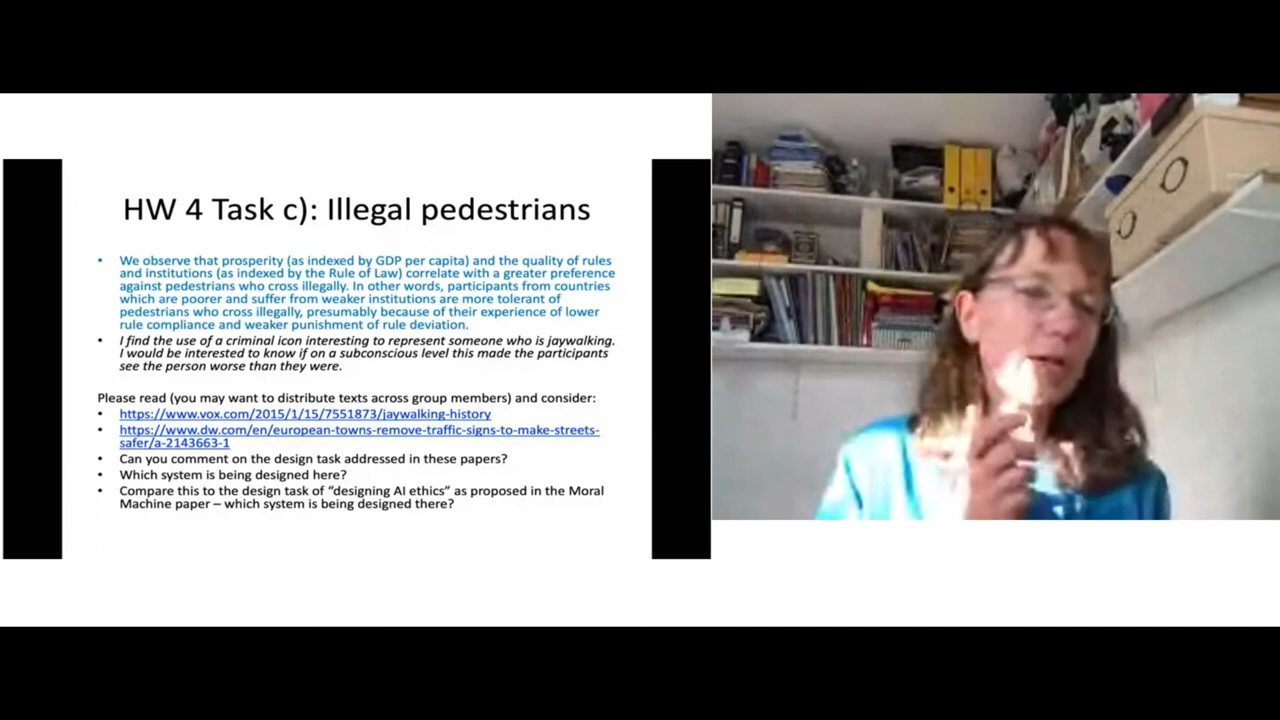 HW 4 Task c): Illegal pedestrians
• We observe that prosperity (as indexed by GDP per capita) and the quality of rules
and institutions (as indexed by the Rule of Law) correlate with a greater preference
against pedestrians who cross illegally. In other words, participants from countries
which are poorer and suffer from weaker institutions are more tolerant of
pedestrians who cross illegally, presumably because of their experience of lower
rule compliance and weaker punishment of rule deviation.
• I find the use of a criminal icon interesting to represent someone who is jaywalking.
I would be interested to know if on a subconscious level this made the participants
see the person worse than they were.
Please read (you may want to distribute texts across group members) and consider:
• https://www.vox.com/2015/1/15/7551873/jaywalking-history
• https://www.dw.com/en/european-towns-remove-traffic-signs-to-make-streets-
safer/a-2143663-1
• Can you comment on the design task addressed in these papers?
• Which system is being designed here?
• Compare this to the design task of “designing AI ethics” as proposed in the Moral
Machine paper – which system is being designed there?